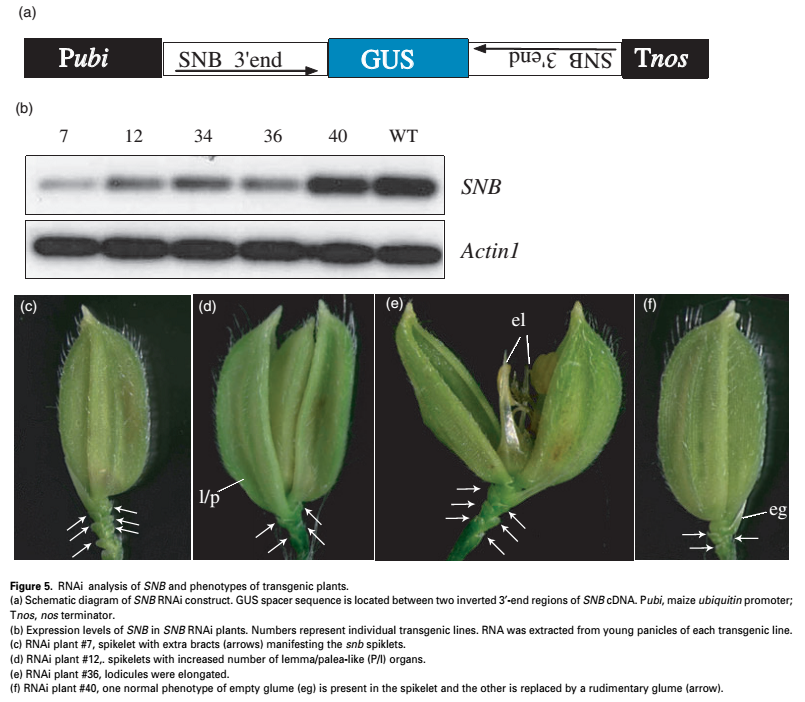 (a)
Pubi SNB 3'end GUS SNB 3'end Tnos
(b)
7 12 34 36 40 WT
SNB
Actin1
(c) (d) (e) (f)
el
l/p
eg
Figure 5. RNAi analysis of SNB and phenotypes of transgenic plants.
(a) Schematic diagram of SNB RNAi construct. GUS spacer sequence is located between two inverted 3′-end regions of SNB cDNA. Pubi, maize ubiquitin promoter;
Tnos, nos terminator.
(b) Expression levels of SNB in SNB RNAi plants. Numbers represent individual transgenic lines. RNA was extracted from young panicles of each transgenic line.
(c) RNAi plant #7, spikelet with extra bracts (arrows) manifesting the snb spiklets.
(d) RNAi plant #12,. spikelets with increased number of lemma/palea-like (P/l) organs.
(e) RNAi plant #36, lodicules were elongated.
(f) RNAi plant #40, one normal phenotype of empty glume (eg) is present in the spikelet and the other is replaced by a rudimentary glume (arrow).